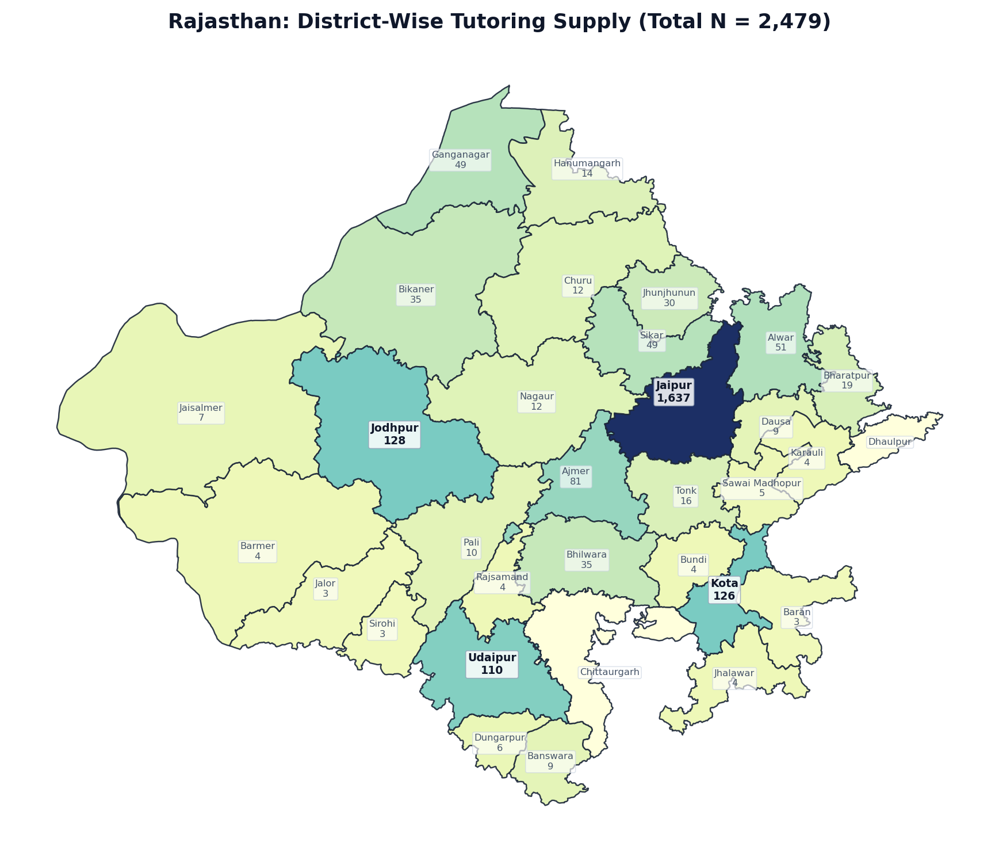 Rajasthan: District-Wise Tutoring Supply (Total N = 2,479)
Ganganagar
49
Hanumangarh
14
Bikaner
35
Churu
12
Jhunjhunun
30
Sikar
49
Alwar
51
Bharatpur
19
Jaipur
1,637
Nagaur
12
Jaisalmer
7
Jodhpur
128
Dausa
9
Dhaulpur
Karauli
4
Ajmer
81
Sawai Madhopur
5
Tonk
16
Pali
10
Barmer
4
Bhilwara
35
Bundi
4
Rajsamand
4
Jalor
3
Kota
126
Baran
3
Sirohi
3
Udaipur
110
Chittaurgarh
Jhalawar
4
Dungarpur
6
Banswara
9